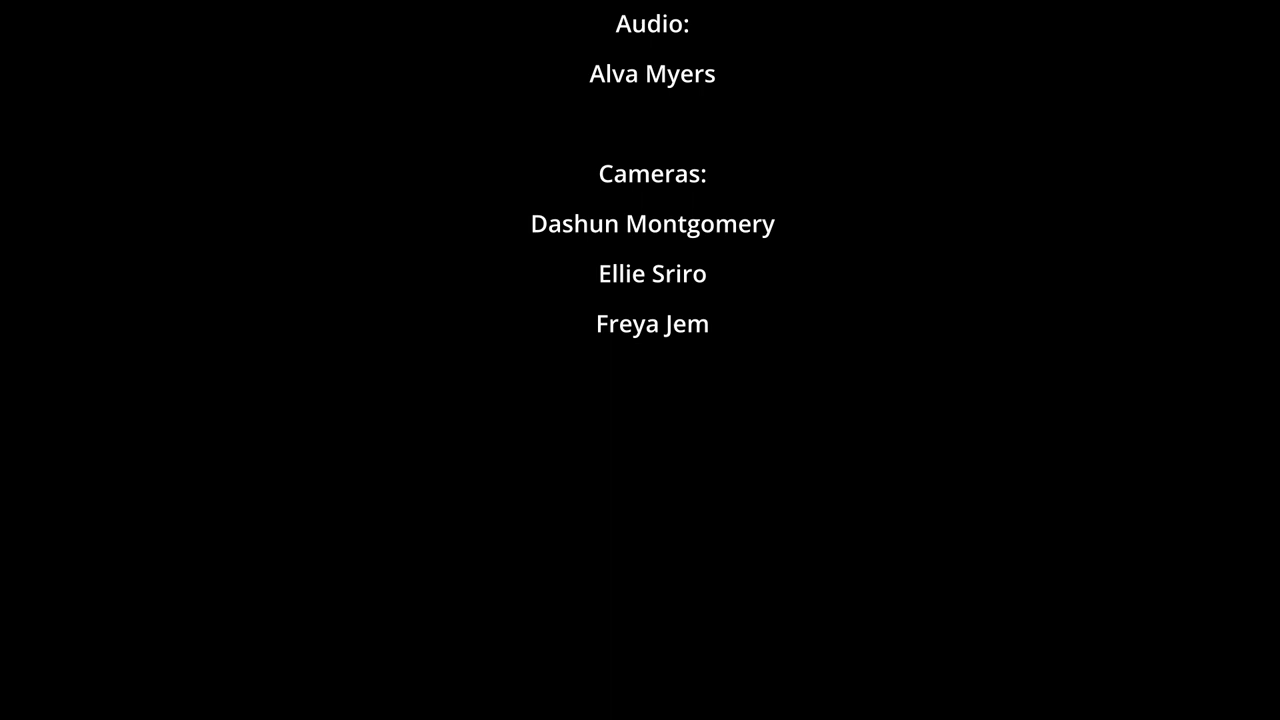 Audio:
Alva Myers
Cameras:
Dashun Montgomery
Ellie Sriro
Freya Jem